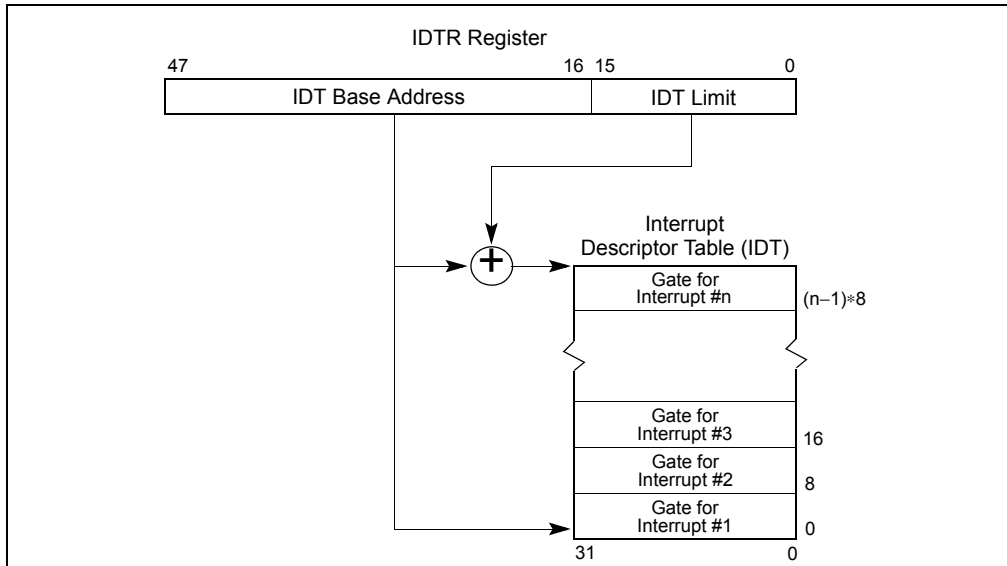 IDTR Register
47 16 15 0
IDT Base Address IDT Limit
+
Interrupt
Descriptor Table (IDT)
Gate for
Interrupt #n
(n−1)∗8
Gate for
Interrupt #3
16
Gate for
Interrupt #2
8
Gate for
Interrupt #1
0
31 0